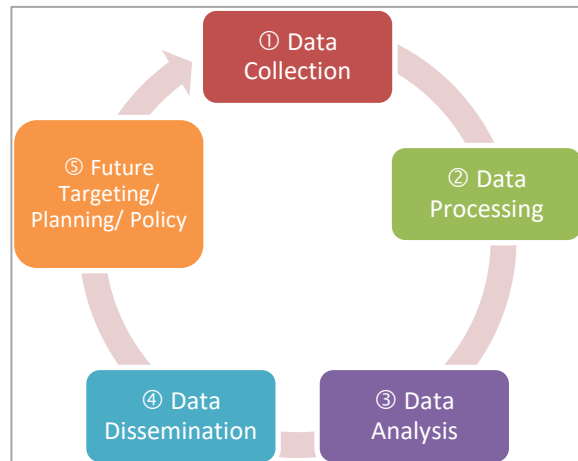 ① Data
Collection
② Data
Processing
③ Data
Analysis
④ Data
Dissemination
⑤ Future
Targeting/
Planning/ Policy